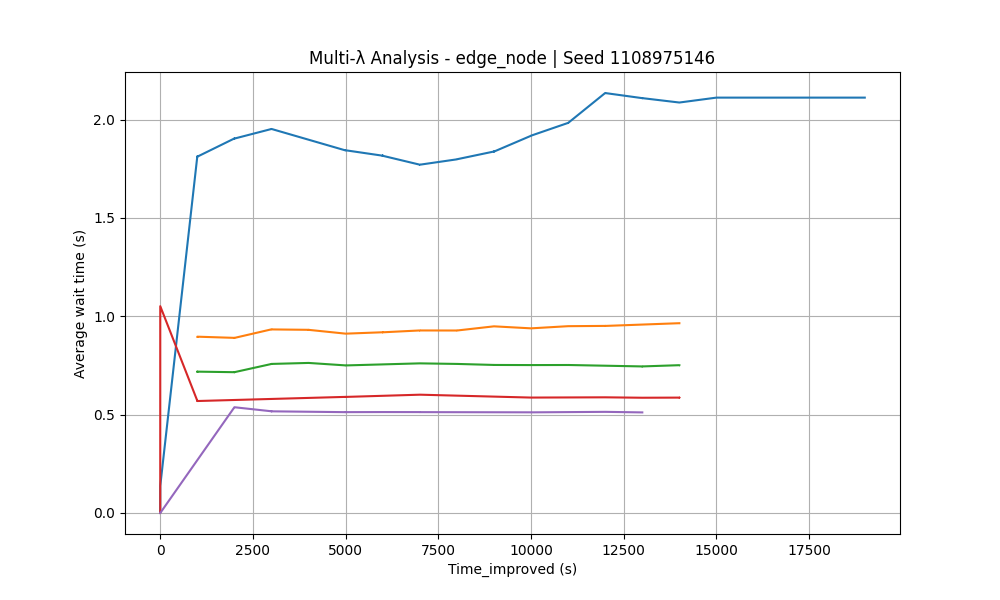 Multi-λ Analysis - edge_node | Seed 1108975146
Average wait time (s)
2.0
1.5
1.0
0.5
0.0
0 2500 5000 7500 10000 12500 15000 17500
Time_improved (s)